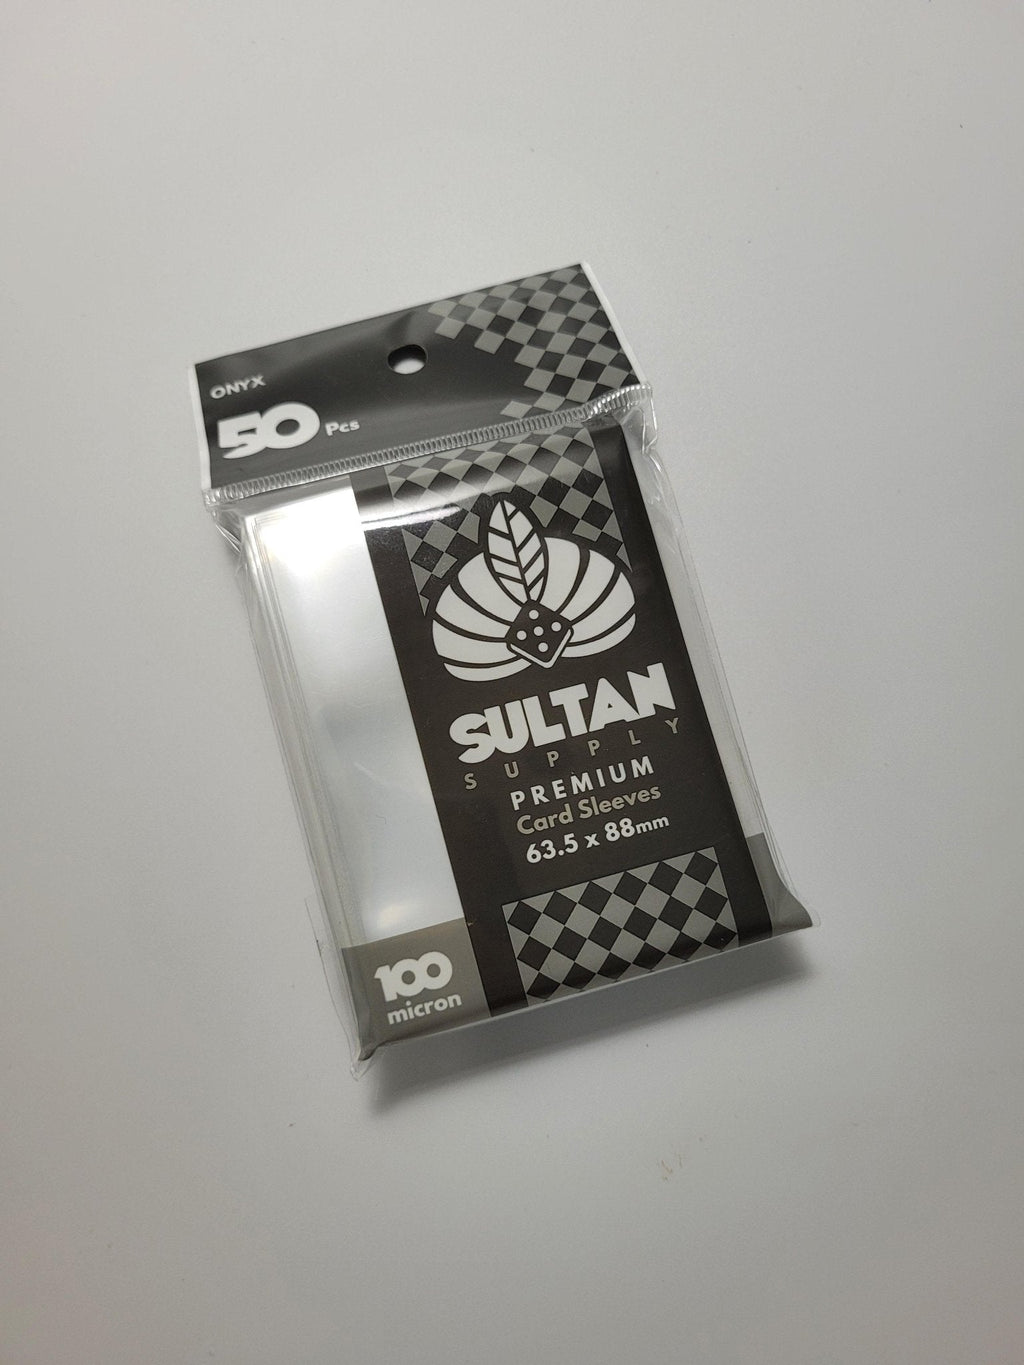 ONYX
50 Pcs
SULTAN
SUPPLY
PREMIUM
Card Sleeves
63.5 x 88mm
100
micron